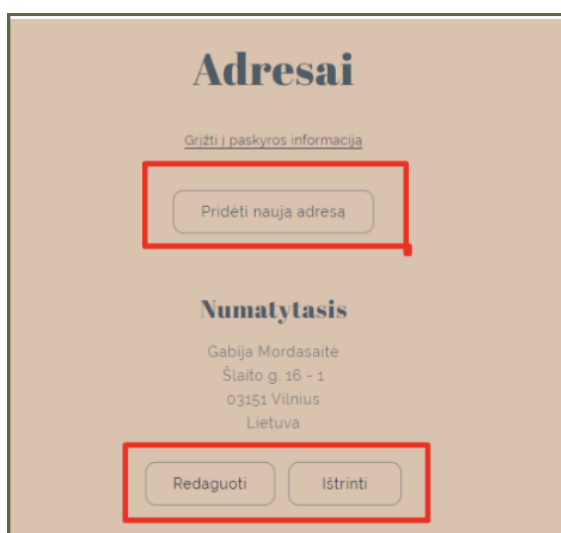 Adresai
Grįžti į paskyros informaciją
Pridėti naują adresą
Numatytasis
Gabija Mordasaitė
Šlaito g. 16 - 1
03151 Vilnius
Lietuva
Redaguoti Ištrinti